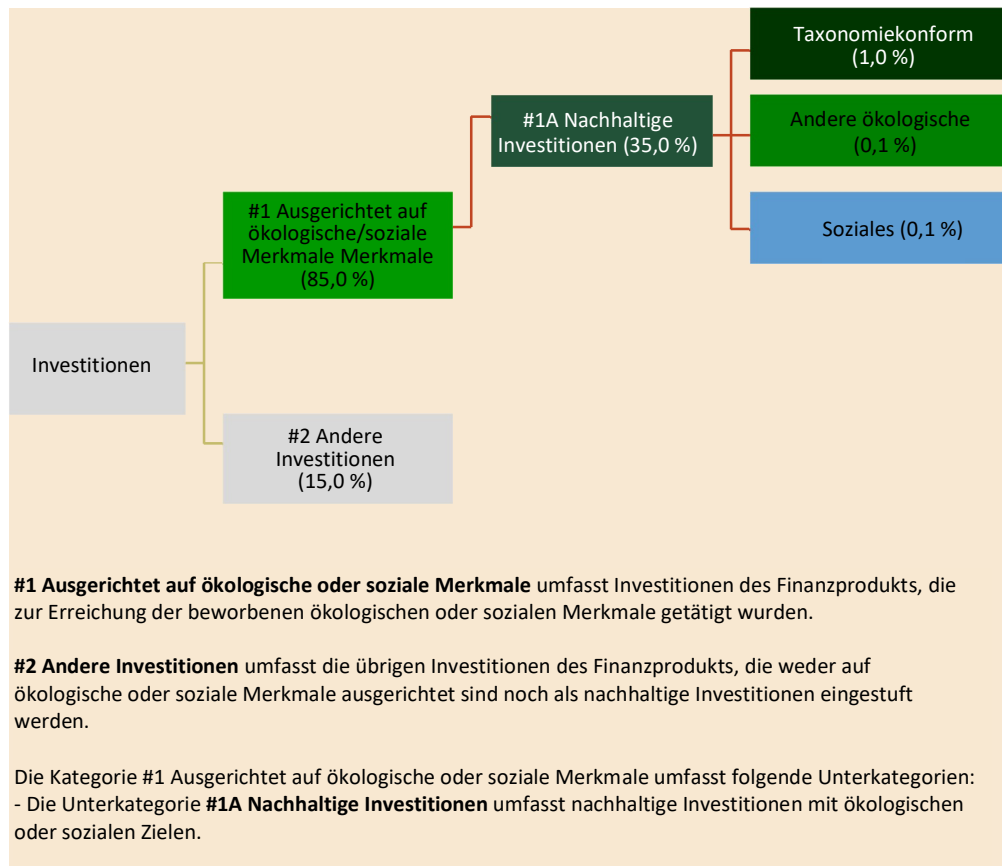 Taxonomiekonform
(1,0 %)
#1A Nachhaltige
Investitionen (35,0 %)
Andere ökologische
(0,1 %)
#1 Ausgerichtet auf
ökologische/soziale
Merkmale Merkmale
(85,0 %)
Soziales (0,1 %)
Investitionen
#2 Andere
Investitionen
(15,0 %)
#1 Ausgerichtet auf ökologische oder soziale Merkmale umfasst Investitionen des Finanzprodukts, die
zur Erreichung der beworbenen ökologischen oder sozialen Merkmale getätigt wurden.
#2 Andere Investitionen umfasst die übrigen Investitionen des Finanzprodukts, die weder auf
ökologische oder soziale Merkmale ausgerichtet sind noch als nachhaltige Investitionen eingestuft
werden.
Die Kategorie #1 Ausgerichtet auf ökologische oder soziale Merkmale umfasst folgende Unterkategorien:
- Die Unterkategorie #1A Nachhaltige Investitionen umfasst nachhaltige Investitionen mit ökologischen
oder sozialen Zielen.